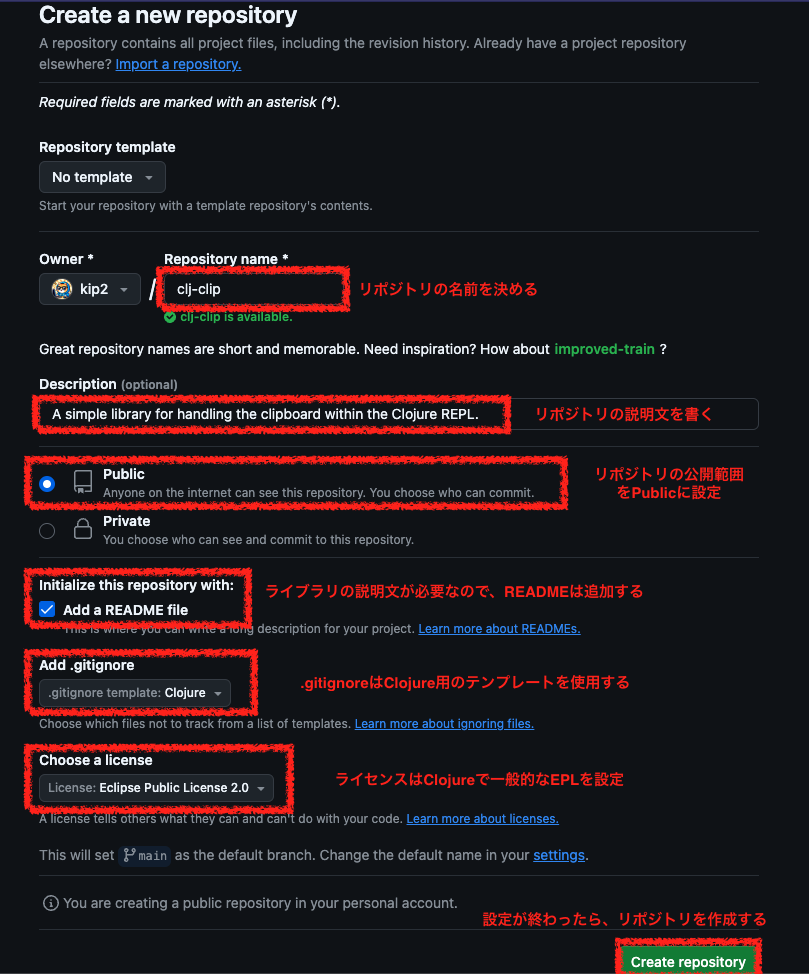 Create a new repository
A repository contains all project files, including the revision history. Already have a project repository
elsewhere? Import a repository.
Required fields are marked with an asterisk (*).
Repository template
No template
Start your repository with a template repository's contents.
Owner *
Repository name *
kip2
/
clj-clip
リポジトリの名前を決める
clj-clip is available.
Great repository names are short and memorable. Need inspiration? How about improved-train ?
Description (optional)
A simple library for handling the clipboard within the Clojure REPL.
リポジトリの説明文を書く
Public
Anyone on the internet can see this repository. You choose who can commit.
リポジトリの公開範囲
をPublicに設定
Private
You choose who can see and commit to this repository.
Initialize this repository with:
Add a README file
ライブラリの説明文が必要なので、READMEは追加する
This is where you can write a long description for your project. Learn more about READMEs.
Add .gitignore
.gitignore template: Clojure
.gitignoreはClojure用のテンプレートを使用する
Choose which files not to track from a list of templates. Learn more about ignoring files.
Choose a license
License: Eclipse Public License 2.0
ライセンスはClojureで一般的なEPLを設定
A license tells others what they can and can't do with your code. Learn more about licenses.
This will set main as the default branch. Change the default name in your settings.
You are creating a public repository in your personal account.
設定が終わったら、リポジトリを作成する
Create repository